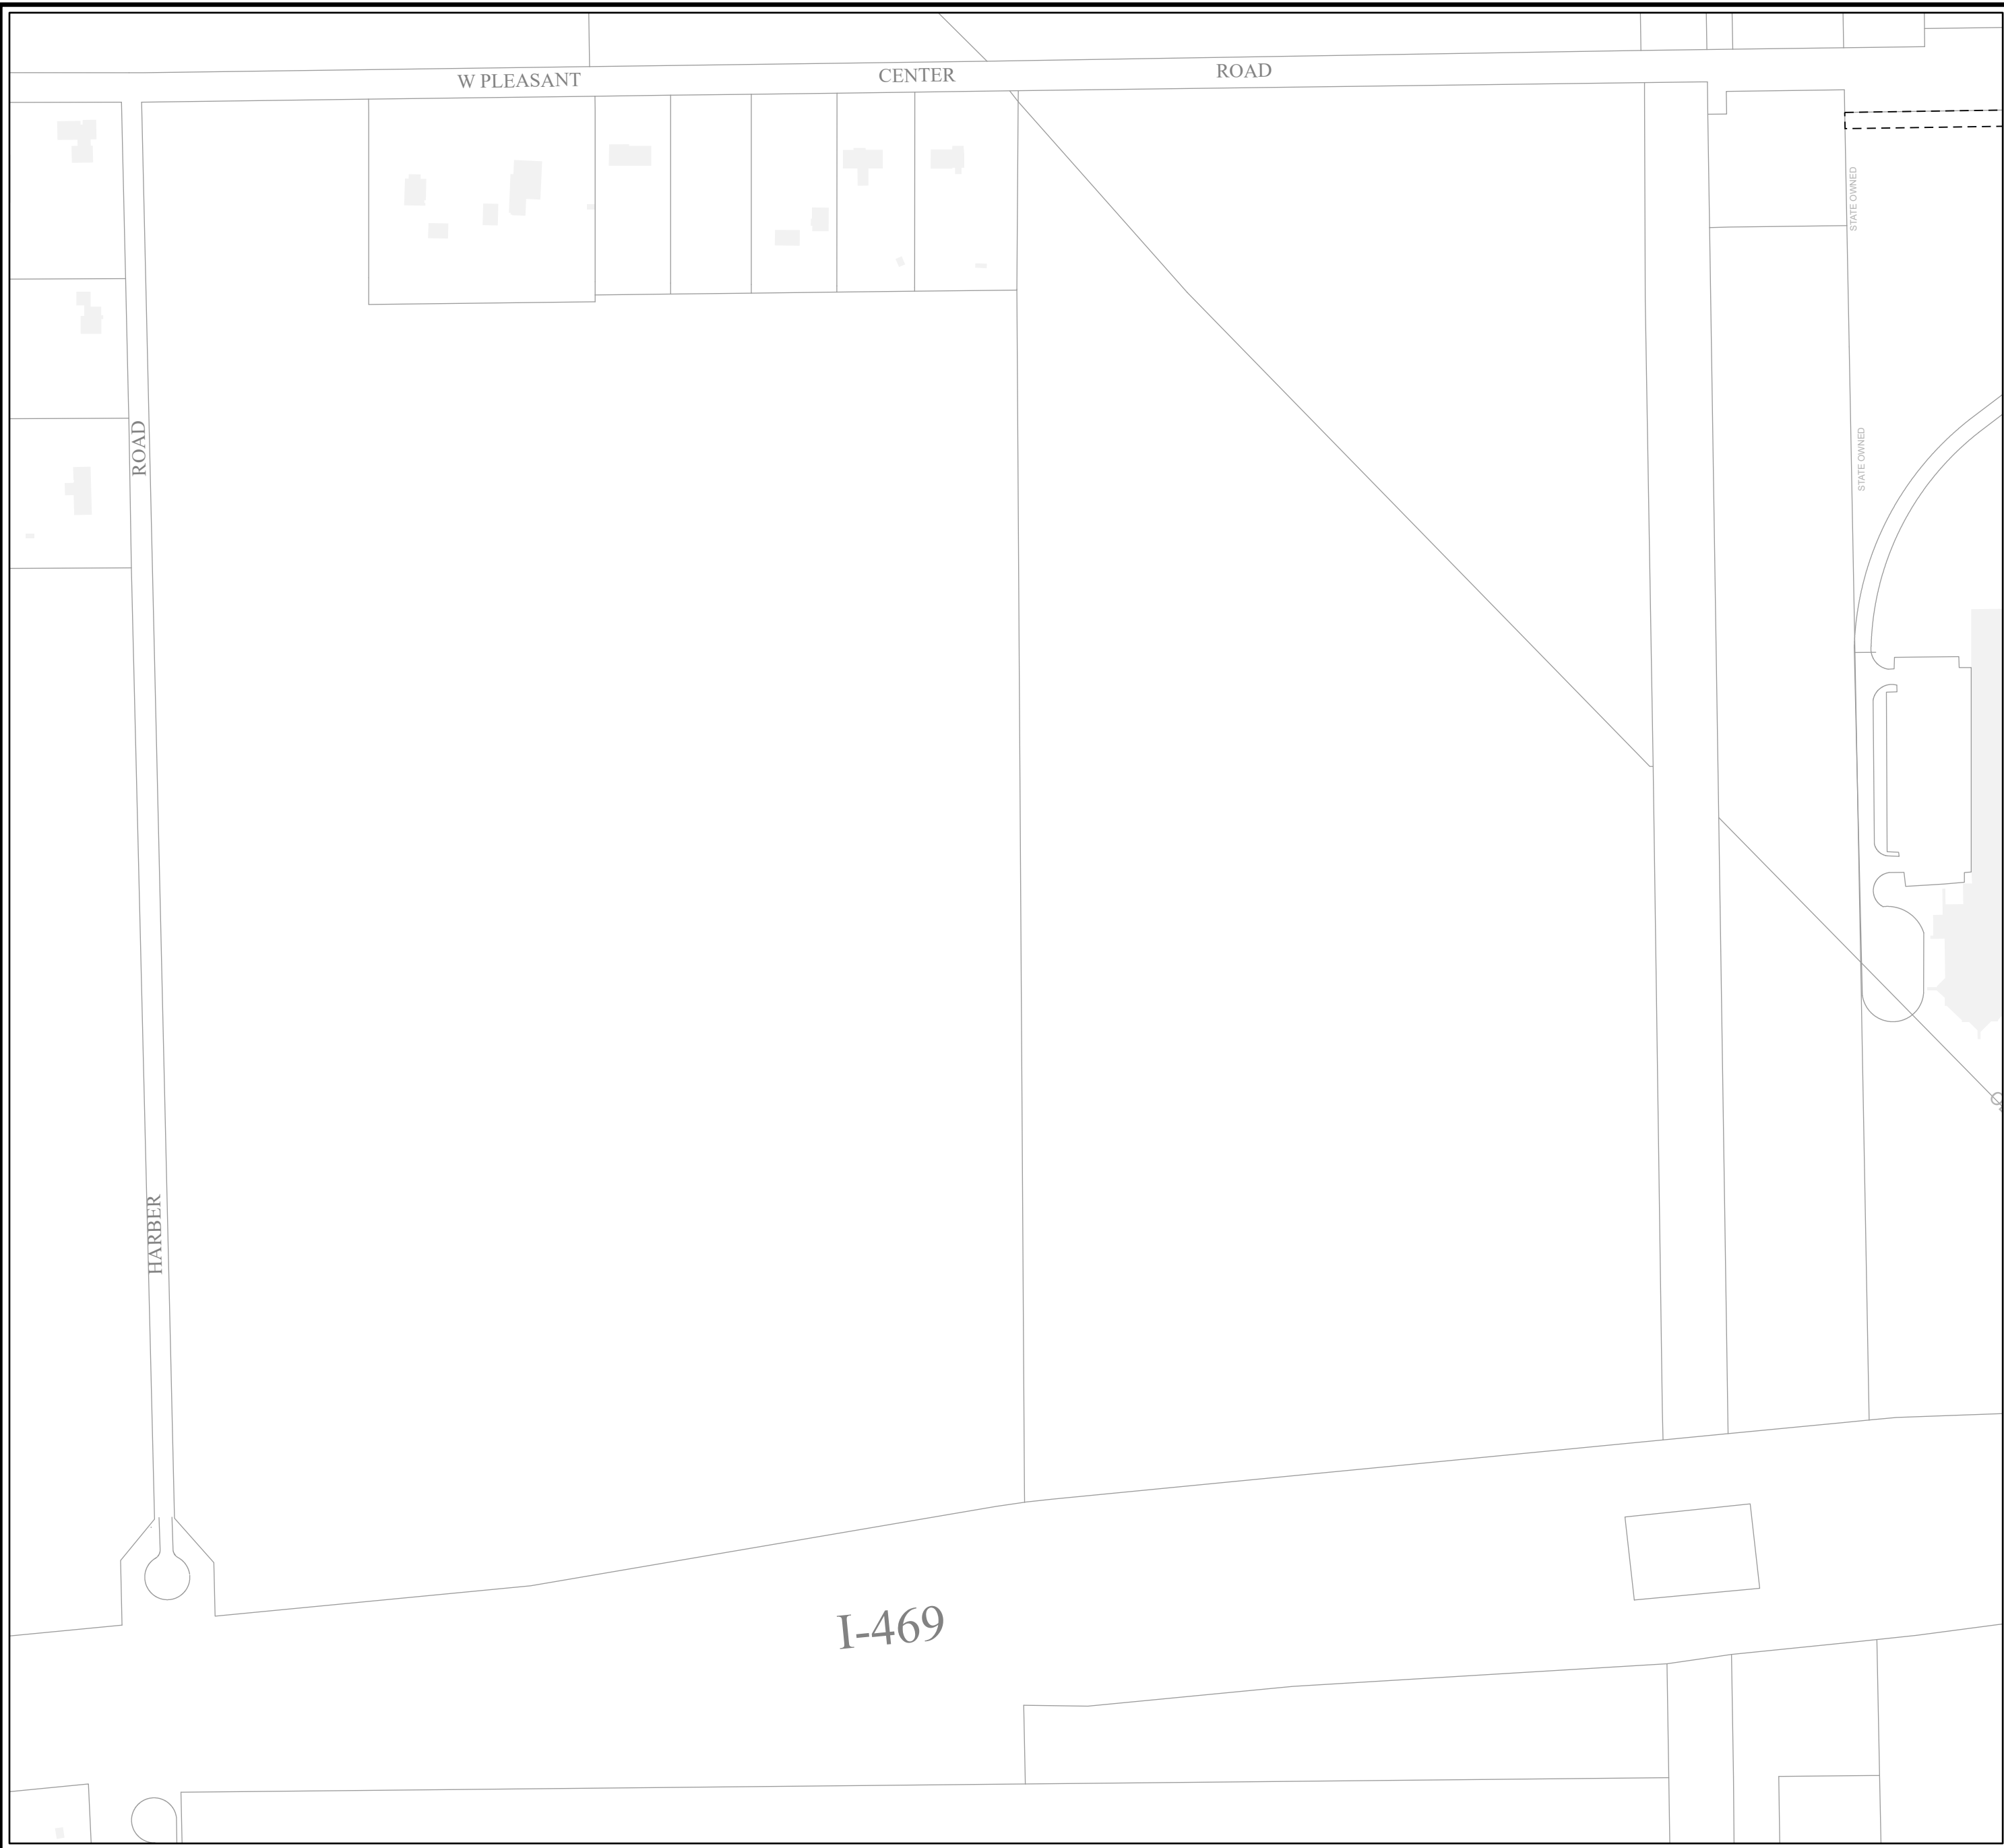 W PLEASANT CENTER ROAD
STATE OWNED
ROAD
STATE OWNED
HARBER
I-469